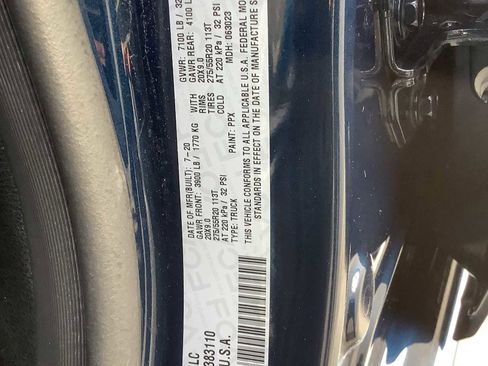 LC
DATE OF MFR(BUILT): 7-20 GVWR: 7100 LB / 32
GAWR FRONT: 3900 LB / 1770 KG WITH GAWR REAR: 4100 L
20X9.0 RIMS 20X9.0
275/55R20 113T TIRES 275/55R20 113T
AT 220 kPa / 32 PSI COLD AT 220 kPa / 32 PSI
TYPE: TRUCK PAINT: PPX MDH: 063023
THIS VEHICLE CONFORMS TO ALL APPLICABLE U.S.A. FEDERAL MO
STANDARDS IN EFFECT ON THE DATE OF MANUFACTURE S
383110
U.S.A.